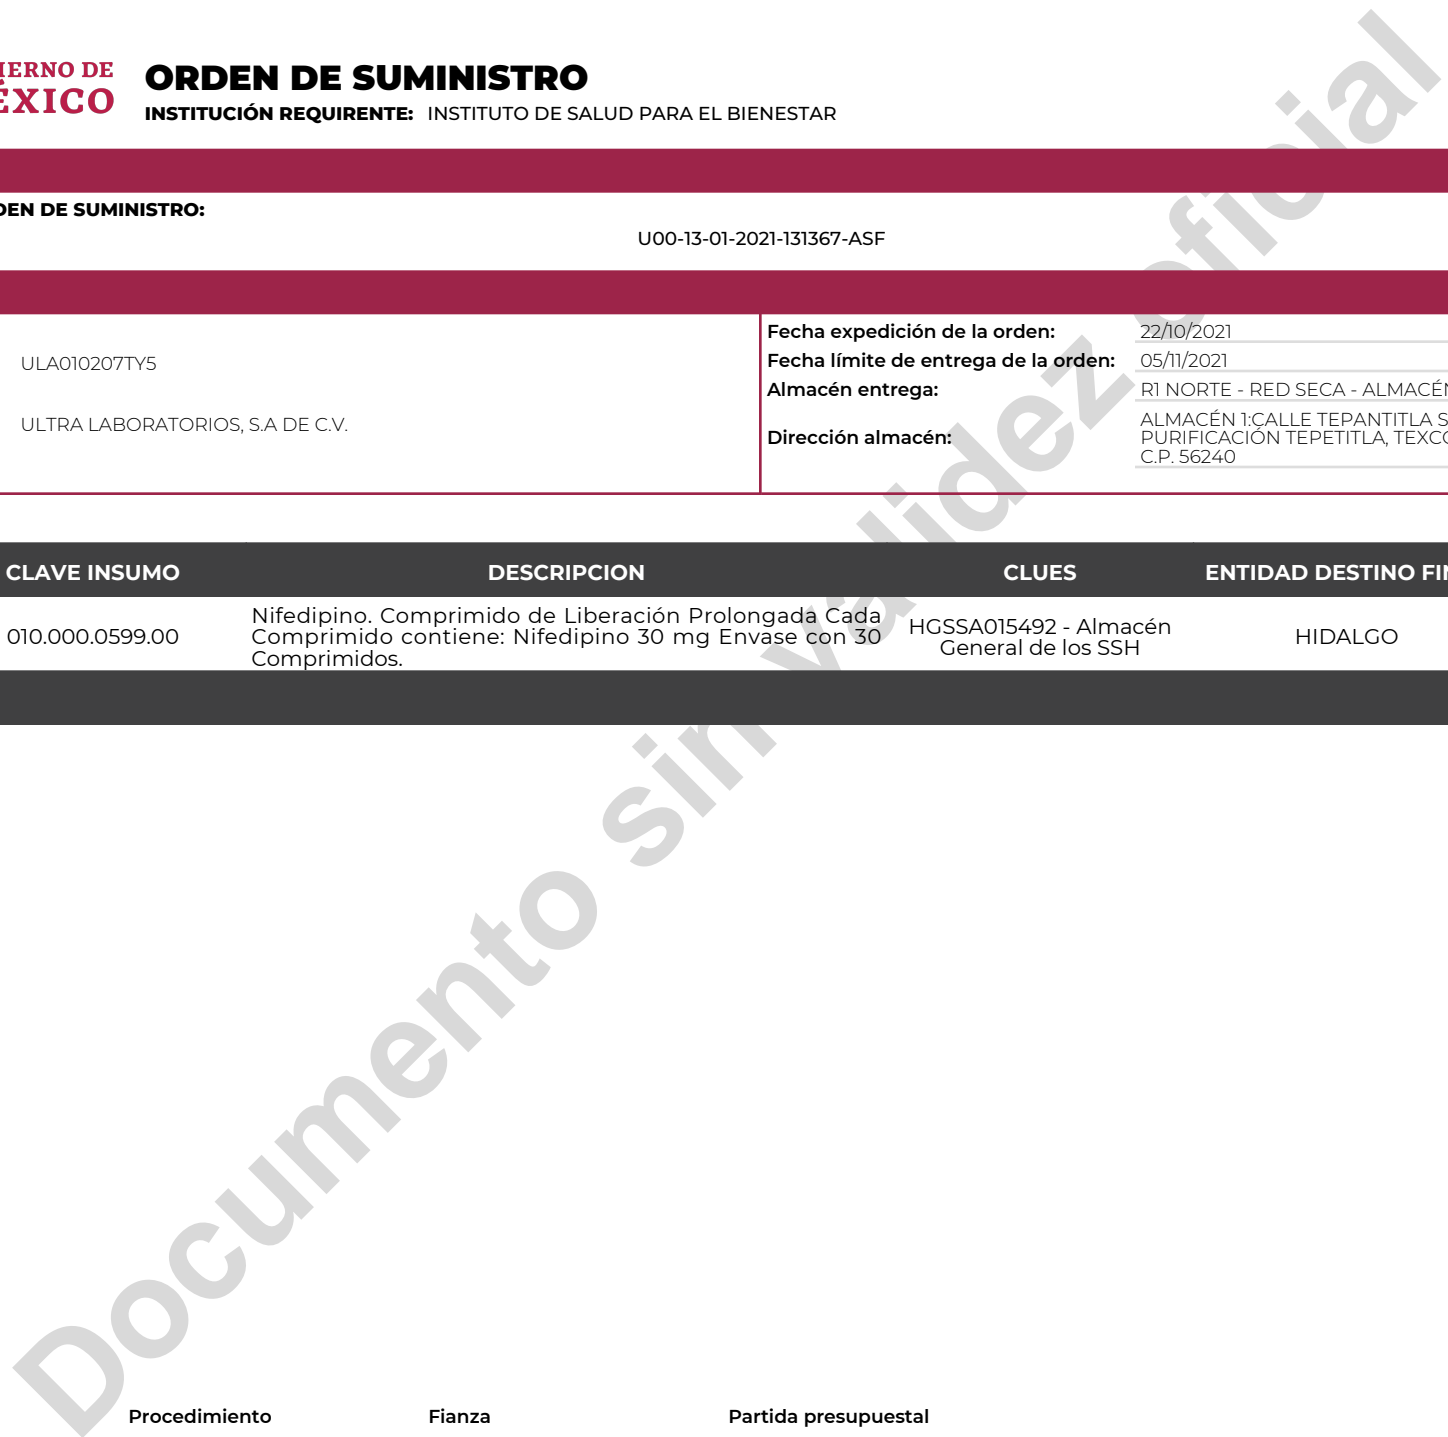 IERNO DE
ÉXICO
ORDEN DE SUMINISTRO
INSTITUCIÓN REQUIRENTE: INSTITUTO DE SALUD PARA EL BIENESTAR
DEN DE SUMINISTRO:
U00-13-01-2021-131367-ASF
ULA010207TY5
ULTRA LABORATORIOS, S.A DE C.V.
Fecha expedición de la orden: 22/10/2021
Fecha límite de entrega de la orden: 05/11/2021
Almacén entrega: R1 NORTE - RED SECA - ALMACÉN
Dirección almacén: ALMACÉN 1:CALLE TEPANTITLA S
PURIFICACIÓN TEPETITLA, TEXCO
C.P. 56240
CLAVE INSUMO DESCRIPCION CLUES ENTIDAD DESTINO FIN
010.000.0599.00
Nifedipino. Comprimido de Liberación Prolongada Cada
Comprimido contiene: Nifedipino 30 mg Envase con 30
Comprimidos.
HGSSA015492 - Almacén
General de los SSH
HIDALGO
Documento sin validez oficial
Procedimiento Fianza Partida presupuestal